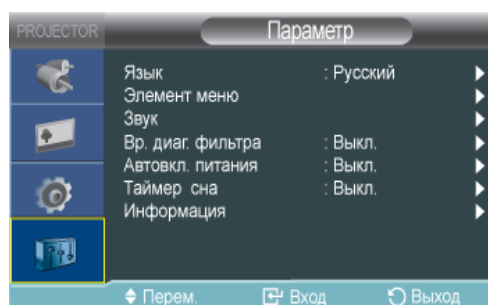 PROJECTOR Параметр
Язык : Русский
Элемент меню
Звук
Вр. диаг. фильтра : Выкл.
Автовкл. питания : Выкл.
Таймер сна : Выкл.
Информация
Перем. Вход Выход